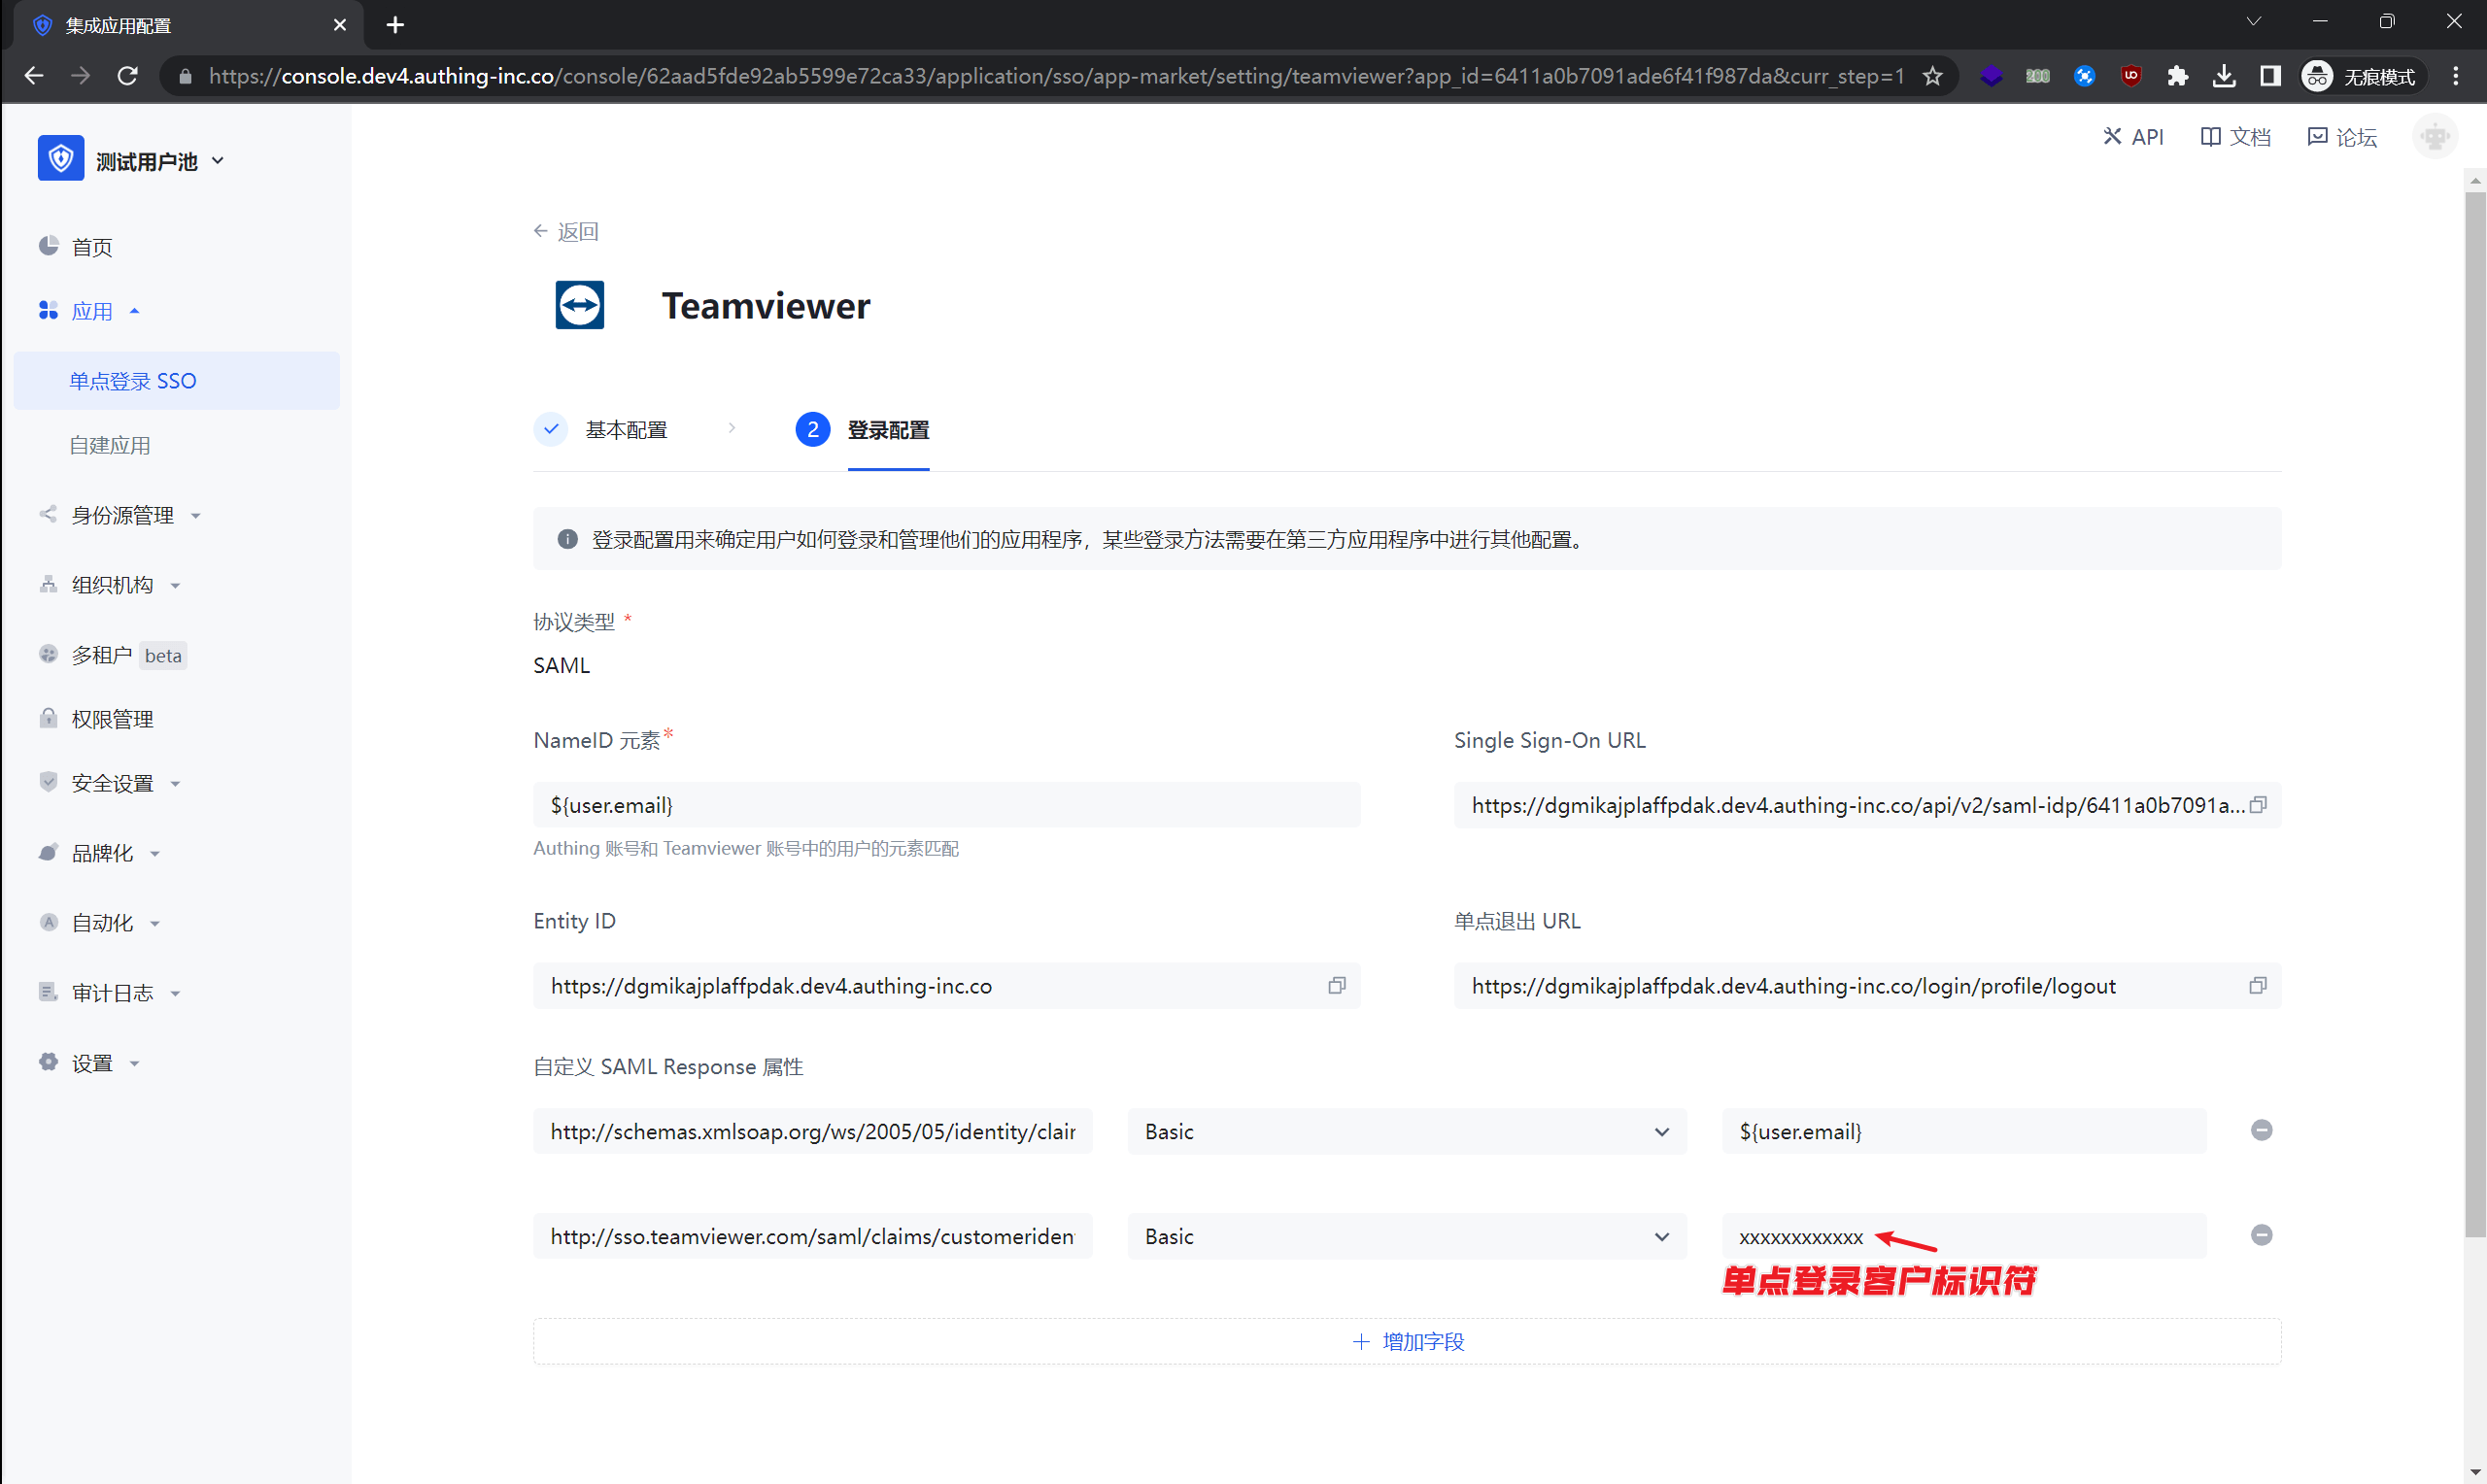 集成应用配置
https://console.dev4.authing-inc.co/console/62aad5fde92ab5599e72ca33/application/sso/app-market/setting/teamviewer?app_id=6411a0b7091ade6f41f987da&curr_step=1
200
无痕模式
测试用户池
API
文档
论坛
首页
应用
单点登录 SSO
自建应用
身份源管理
组织机构
多租户 beta
权限管理
安全设置
品牌化
自动化
审计日志
设置
返回
Teamviewer
基本配置
2 登录配置
登录配置用来确定用户如何登录和管理他们的应用程序，某些登录方法需要在第三方应用程序中进行其他配置。
协议类型 *
SAML
NameID 元素*
Single Sign-On URL
${user.email}
https://dgmikajplaffpdak.dev4.authing-inc.co/api/v2/saml-idp/6411a0b7091a...
Authing 账号和 Teamviewer 账号中的用户的元素匹配
Entity ID
单点退出 URL
https://dgmikajplaffpdak.dev4.authing-inc.co
https://dgmikajplaffpdak.dev4.authing-inc.co/login/profile/logout
自定义 SAML Response 属性
http://schemas.xmlsoap.org/ws/2005/05/identity/clair
Basic
${user.email}
http://sso.teamviewer.com/saml/claims/customeriden
Basic
xxxxxxxxxxxx
单点登录客户标识符
增加字段